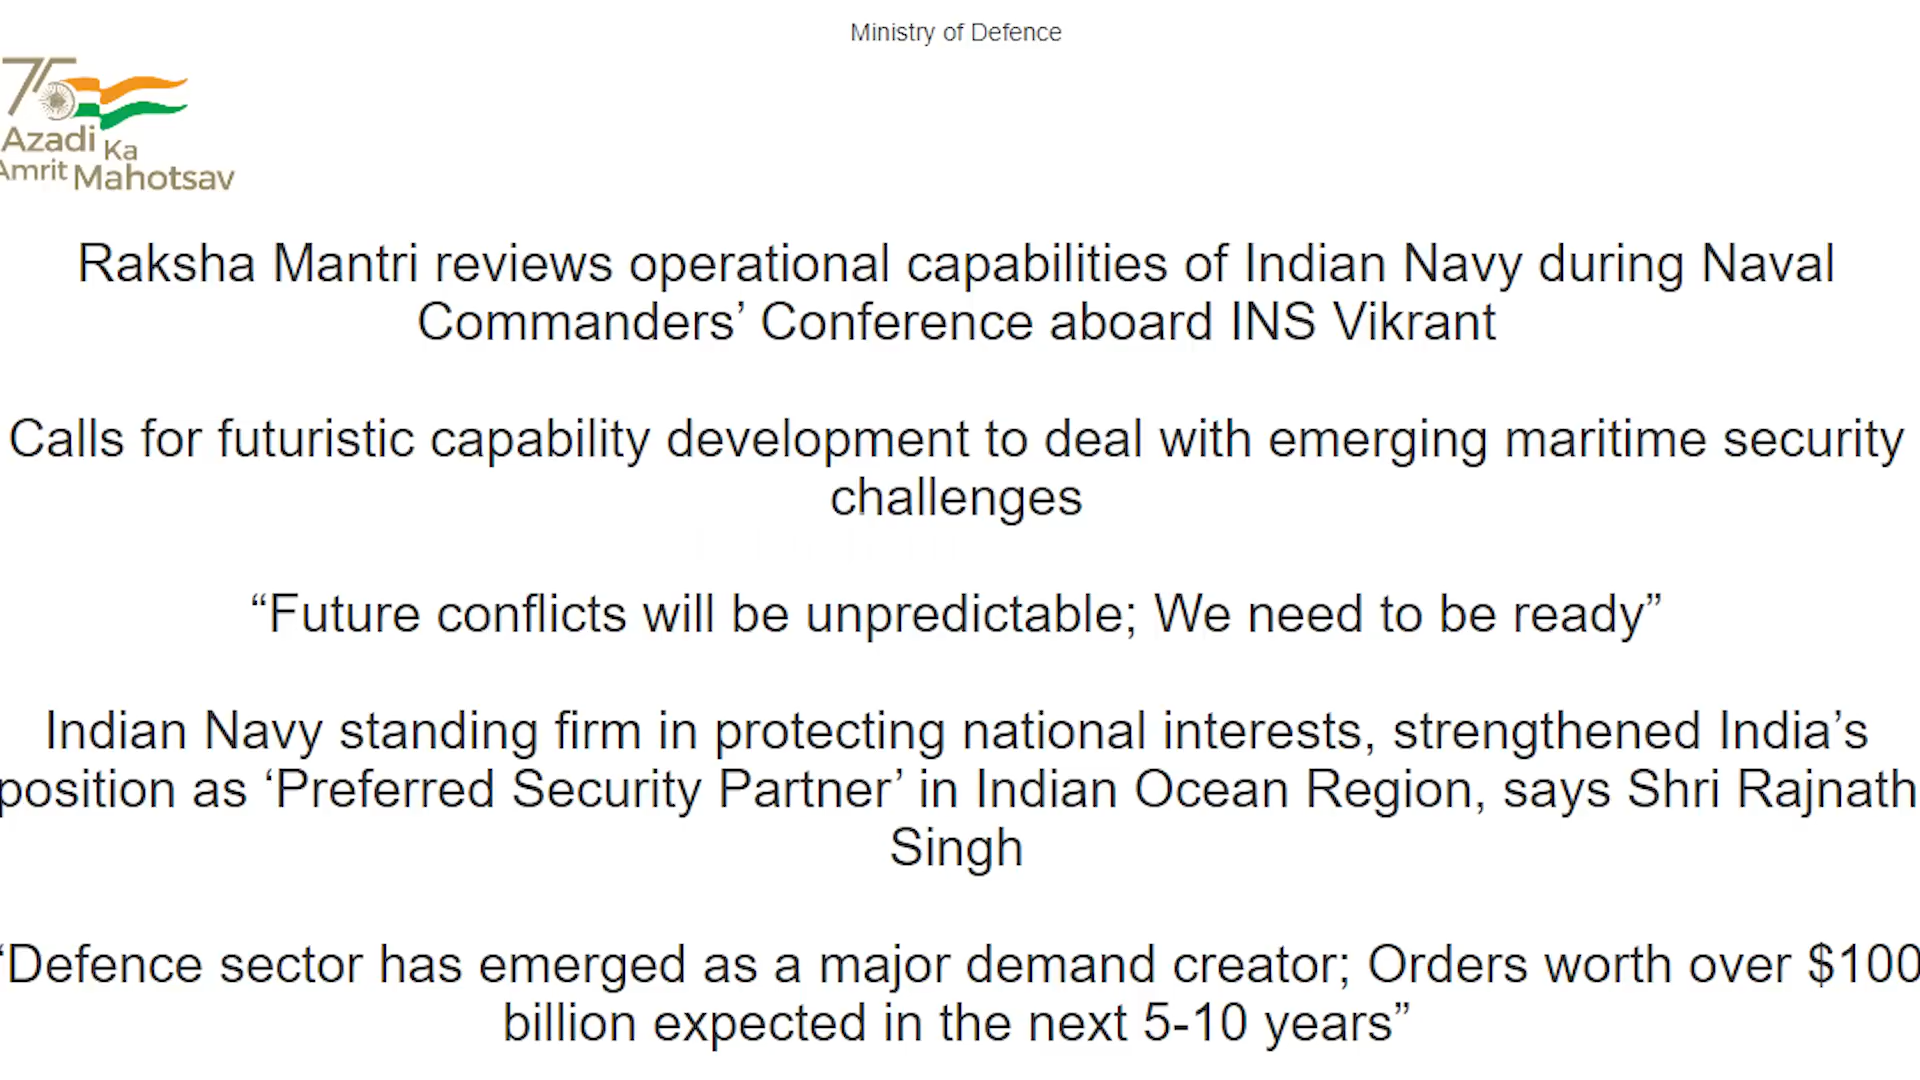 Ministry of Defence
75
Azadi Ka
Amrit Mahotsav
Raksha Mantri reviews operational capabilities of Indian Navy during Naval
Commanders’ Conference aboard INS Vikrant
Calls for futuristic capability development to deal with emerging maritime security
challenges
“Future conflicts will be unpredictable; We need to be ready”
Indian Navy standing firm in protecting national interests, strengthened India’s
position as ‘Preferred Security Partner’ in Indian Ocean Region, says Shri Rajnath
Singh
“Defence sector has emerged as a major demand creator; Orders worth over $100
billion expected in the next 5-10 years”